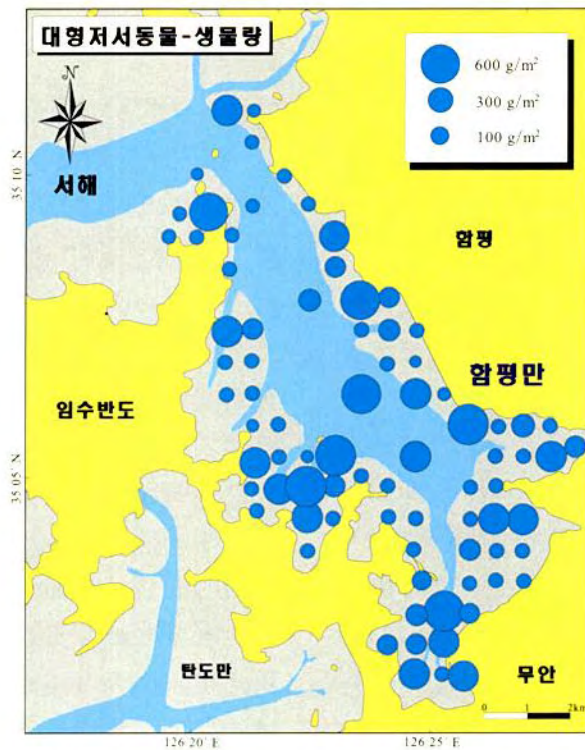 대형저서동물-생물량
N
600 g/m²
300 g/m²
100 g/m²
35 10' N
서해
함평
함평만
임수반도
35 05' N
탄도만
무안
0 1 2km
126 20' E
126 25' E